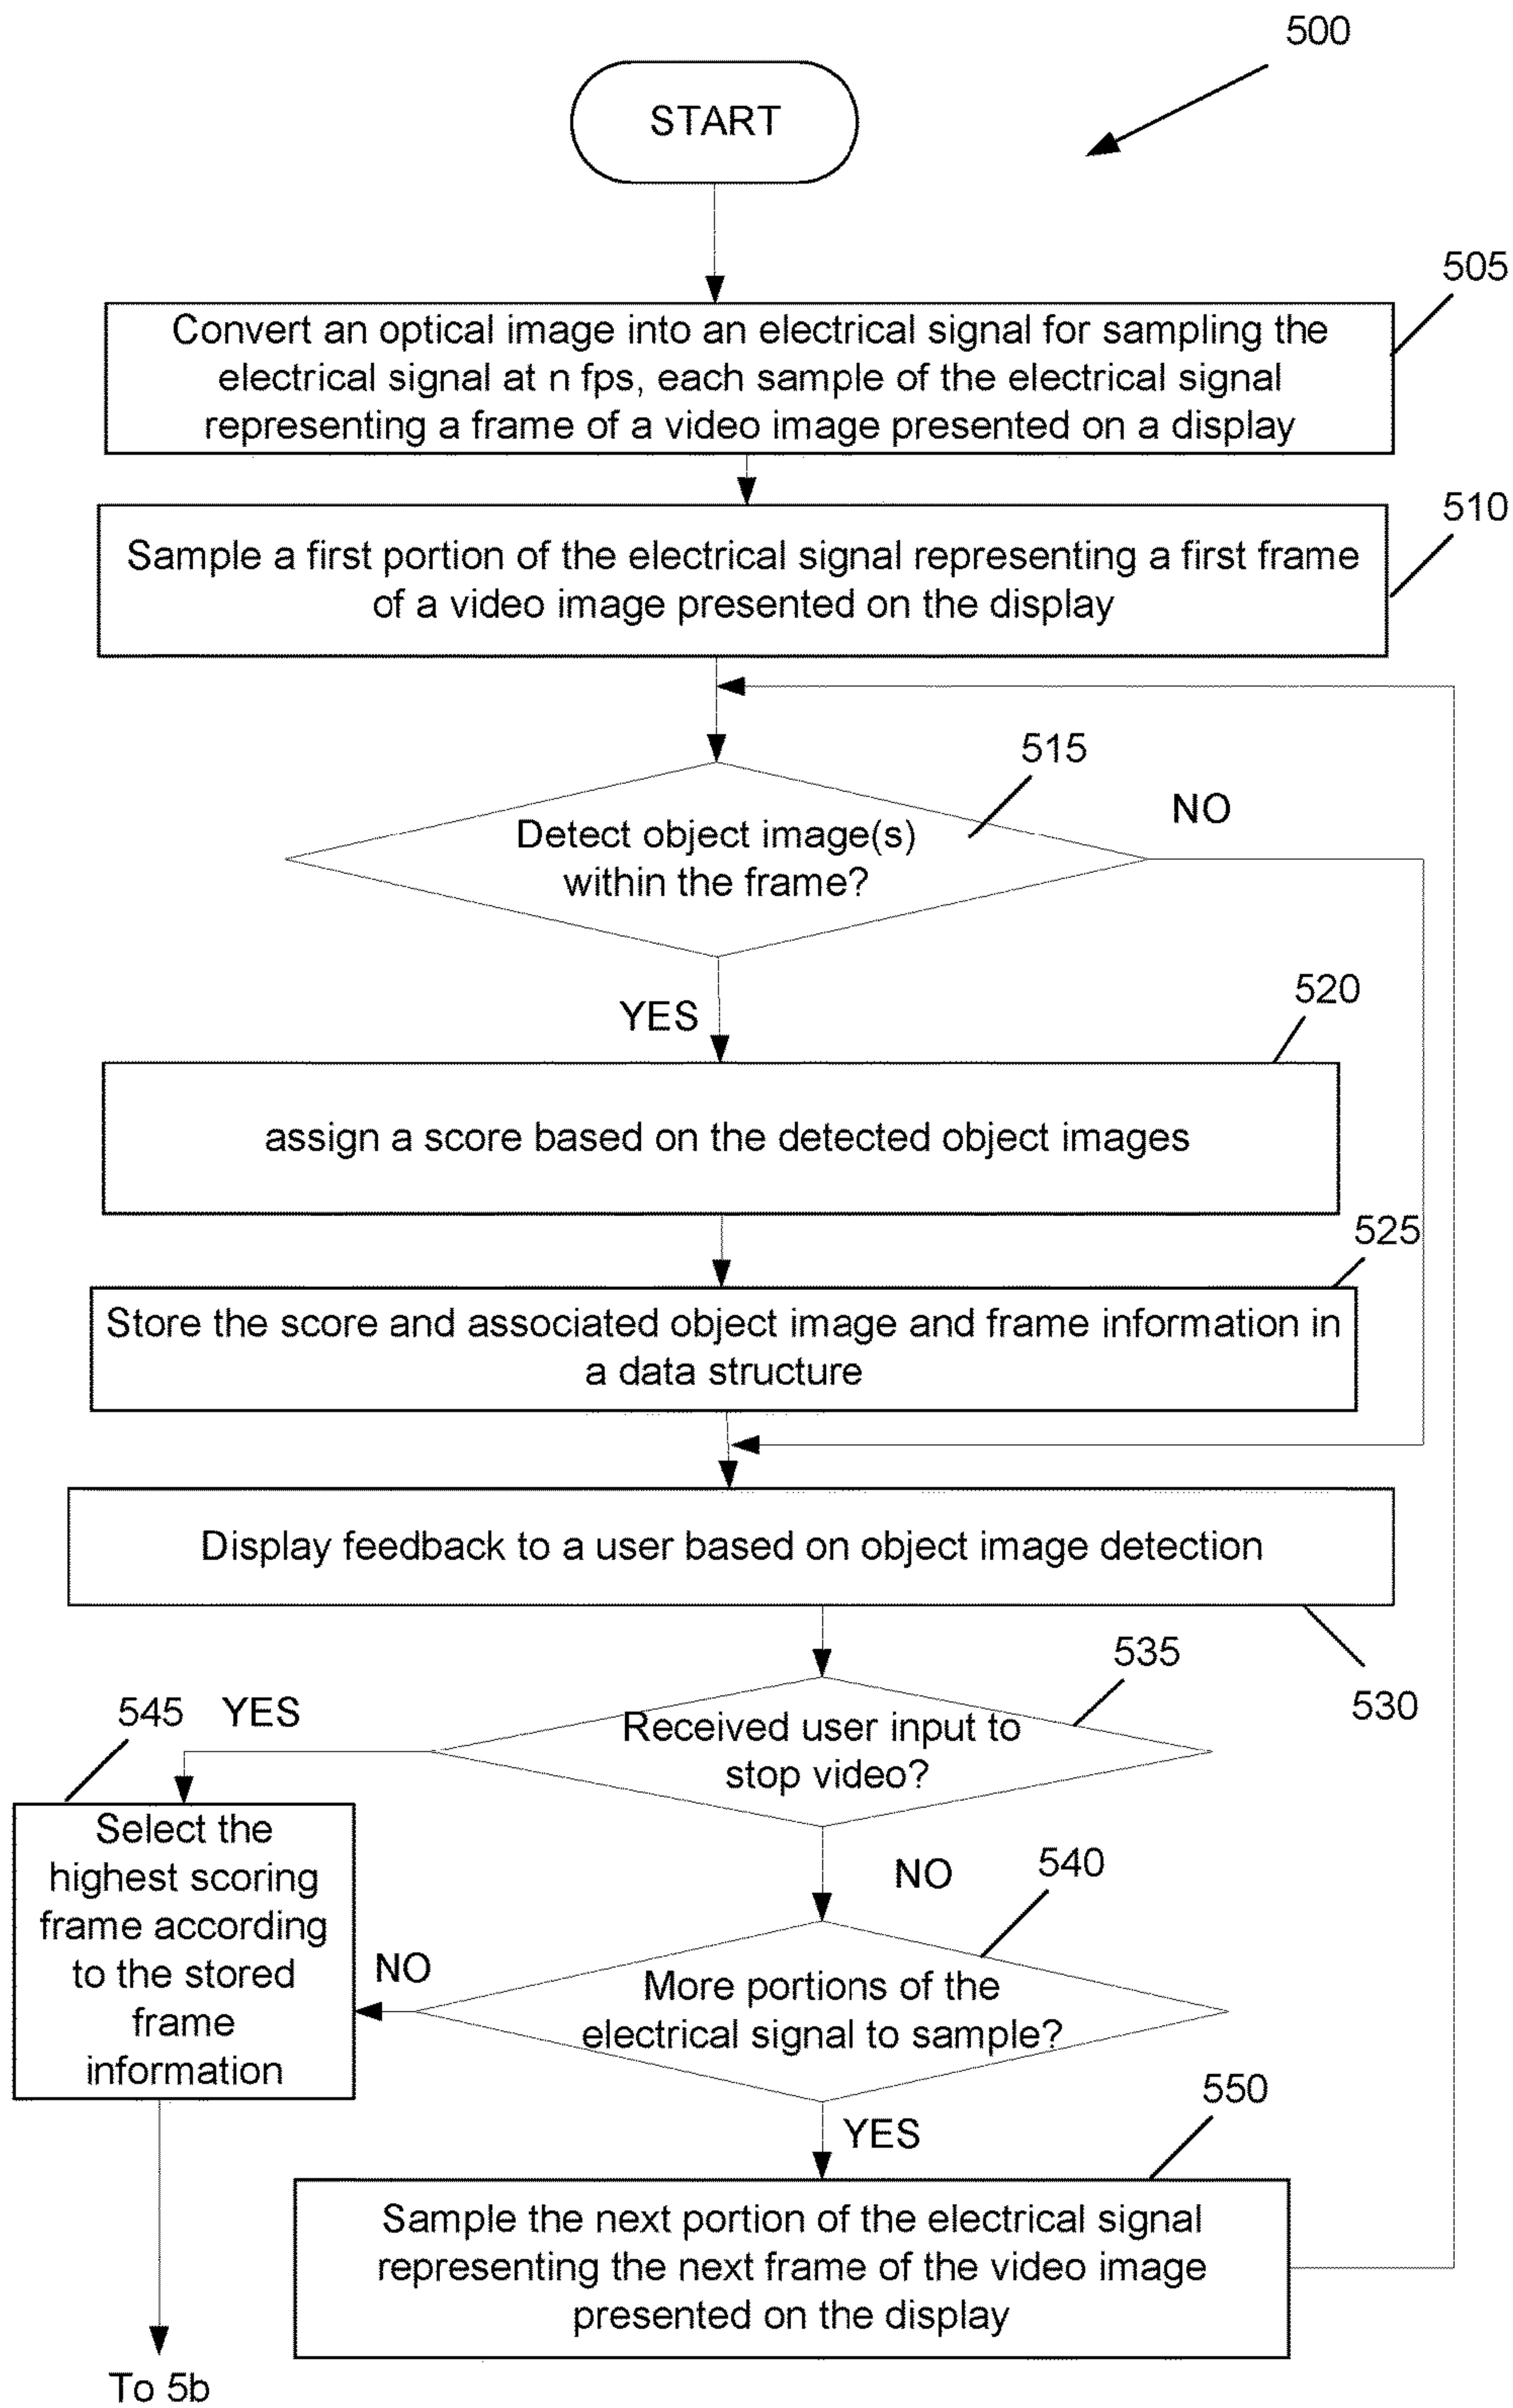 500
START
505
Convert an optical image into an electrical signal for sampling the
electrical signal at n fps, each sample of the electrical signal
representing a frame of a video image presented on a display
510
Sample a first portion of the electrical signal representing a first frame
of a video image presented on the display
515
NO
Detect object image(s)
within the frame?
YES
520
assign a score based on the detected object images
525
Store the score and associated object image and frame information in
a data structure
Display feedback to a user based on object image detection
530
535
545
YES
Received user input to
stop video?
Select the
highest scoring
frame according
to the stored
frame
information
NO
540
NO
More portions of the
electrical signal to sample?
YES
550
Sample the next portion of the electrical signal
representing the next frame of the video image
presented on the display
To 5b